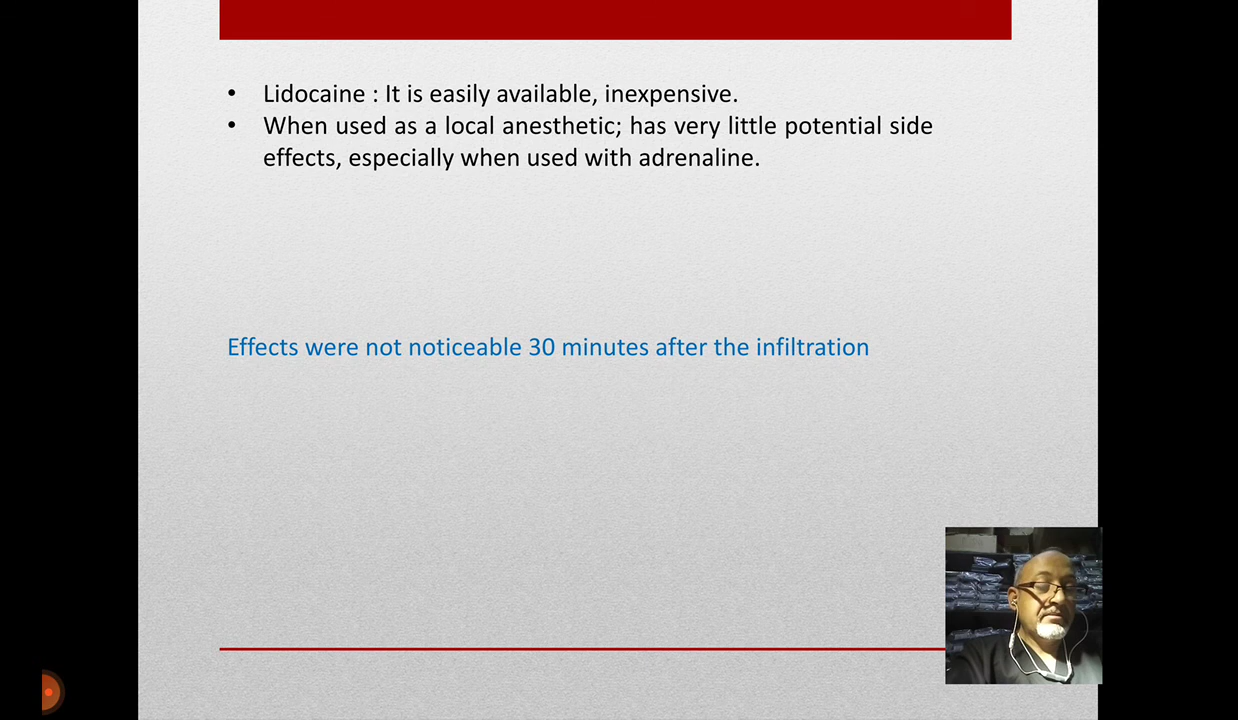 • Lidocaine : It is easily available, inexpensive.
• When used as a local anesthetic; has very little potential side
effects, especially when used with adrenaline.
Effects were not noticeable 30 minutes after the infiltration